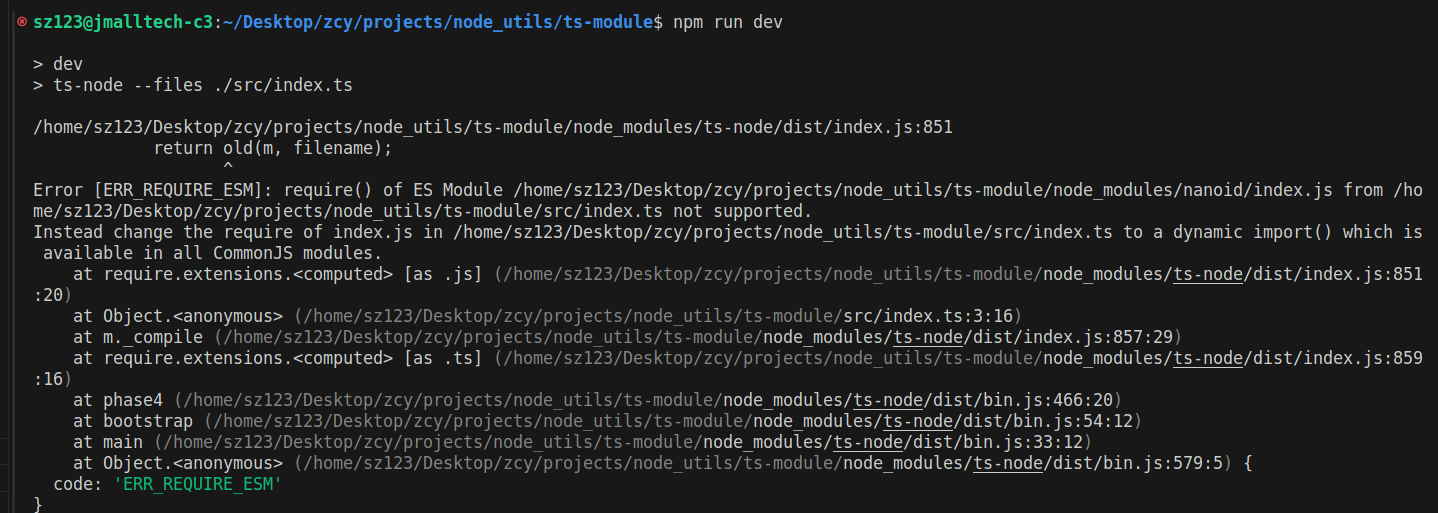 sz123@jmalltech-c3:~/Desktop/zcy/projects/node_utils/ts-module$ npm run dev
> dev
> ts-node --files ./src/index.ts
/home/sz123/Desktop/zcy/projects/node_utils/ts-module/node_modules/ts-node/dist/index.js:851
            return old(m, filename);
                   ^
Error [ERR_REQUIRE_ESM]: require() of ES Module /home/sz123/Desktop/zcy/projects/node_utils/ts-module/node_modules/nanoid/index.js from /ho
me/sz123/Desktop/zcy/projects/node_utils/ts-module/src/index.ts not supported.
Instead change the require of index.js in /home/sz123/Desktop/zcy/projects/node_utils/ts-module/src/index.ts to a dynamic import() which is
 available in all CommonJS modules.
    at require.extensions.<computed> [as .js] (/home/sz123/Desktop/zcy/projects/node_utils/ts-module/node_modules/ts-node/dist/index.js:851
:20)
    at Object.<anonymous> (/home/sz123/Desktop/zcy/projects/node_utils/ts-module/src/index.ts:3:16)
    at m._compile (/home/sz123/Desktop/zcy/projects/node_utils/ts-module/node_modules/ts-node/dist/index.js:857:29)
    at require.extensions.<computed> [as .ts] (/home/sz123/Desktop/zcy/projects/node_utils/ts-module/node_modules/ts-node/dist/index.js:859
:16)
    at phase4 (/home/sz123/Desktop/zcy/projects/node_utils/ts-module/node_modules/ts-node/dist/bin.js:466:20)
    at bootstrap (/home/sz123/Desktop/zcy/projects/node_utils/ts-module/node_modules/ts-node/dist/bin.js:54:12)
    at main (/home/sz123/Desktop/zcy/projects/node_utils/ts-module/node_modules/ts-node/dist/bin.js:33:12)
    at Object.<anonymous> (/home/sz123/Desktop/zcy/projects/node_utils/ts-module/node_modules/ts-node/dist/bin.js:579:5) {
  code: 'ERR_REQUIRE_ESM'
}